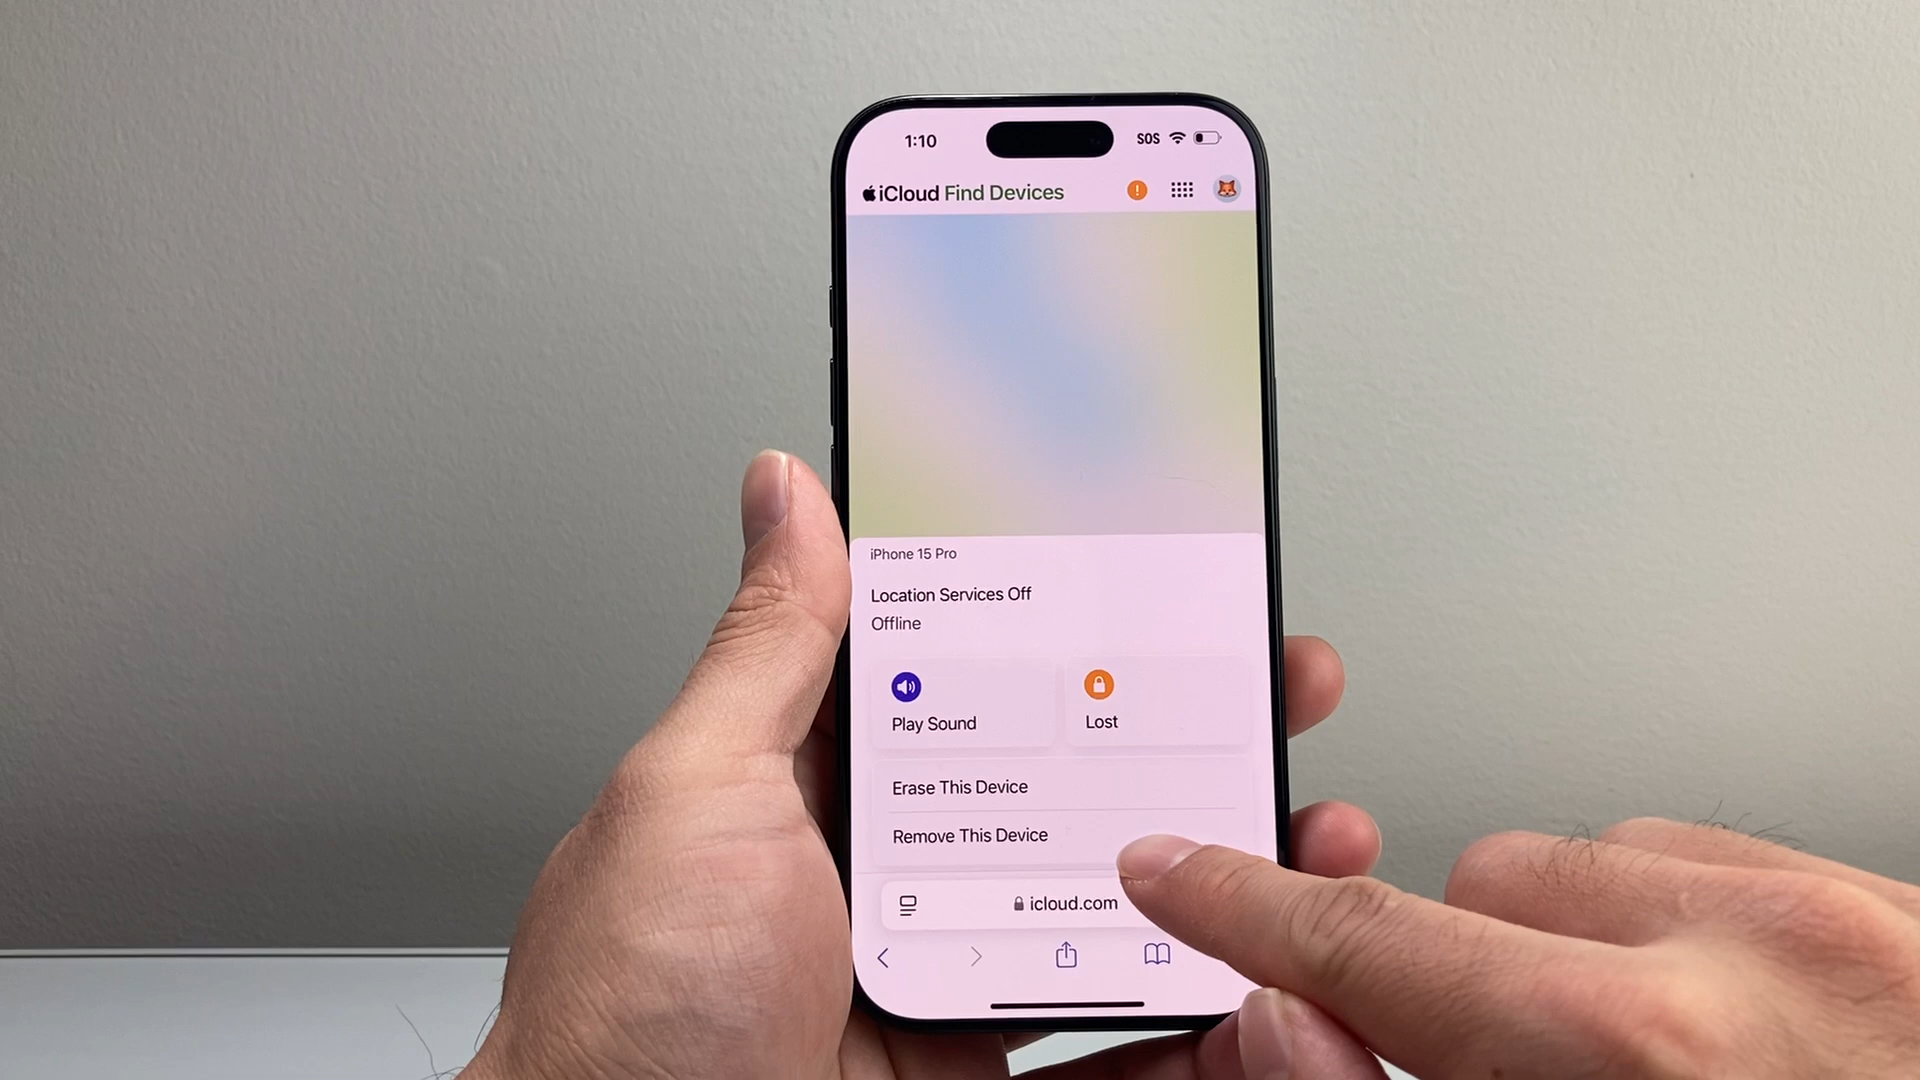 1:10 SOS
iCloud Find Devices
iPhone 15 Pro
Location Services Off
Offline
Play Sound
Lost
Erase This Device
Remove This Device
icloud.com